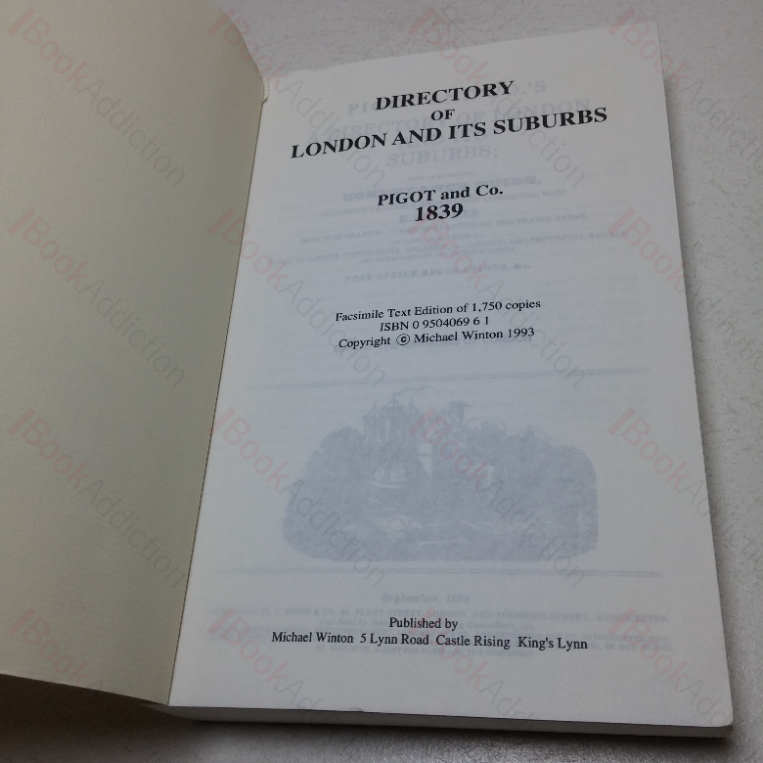 DIRECTORY
OF
LONDON AND ITS SUBURBS
PIGOT and Co.
1839
Facsimile Text Edition of 1,750 copies
ISBN 0 9504069 6 1
Copyright © Michael Winton 1993
Published by
Michael Winton 5 Lynn Road Castle Rising King's Lynn
BookAddiction